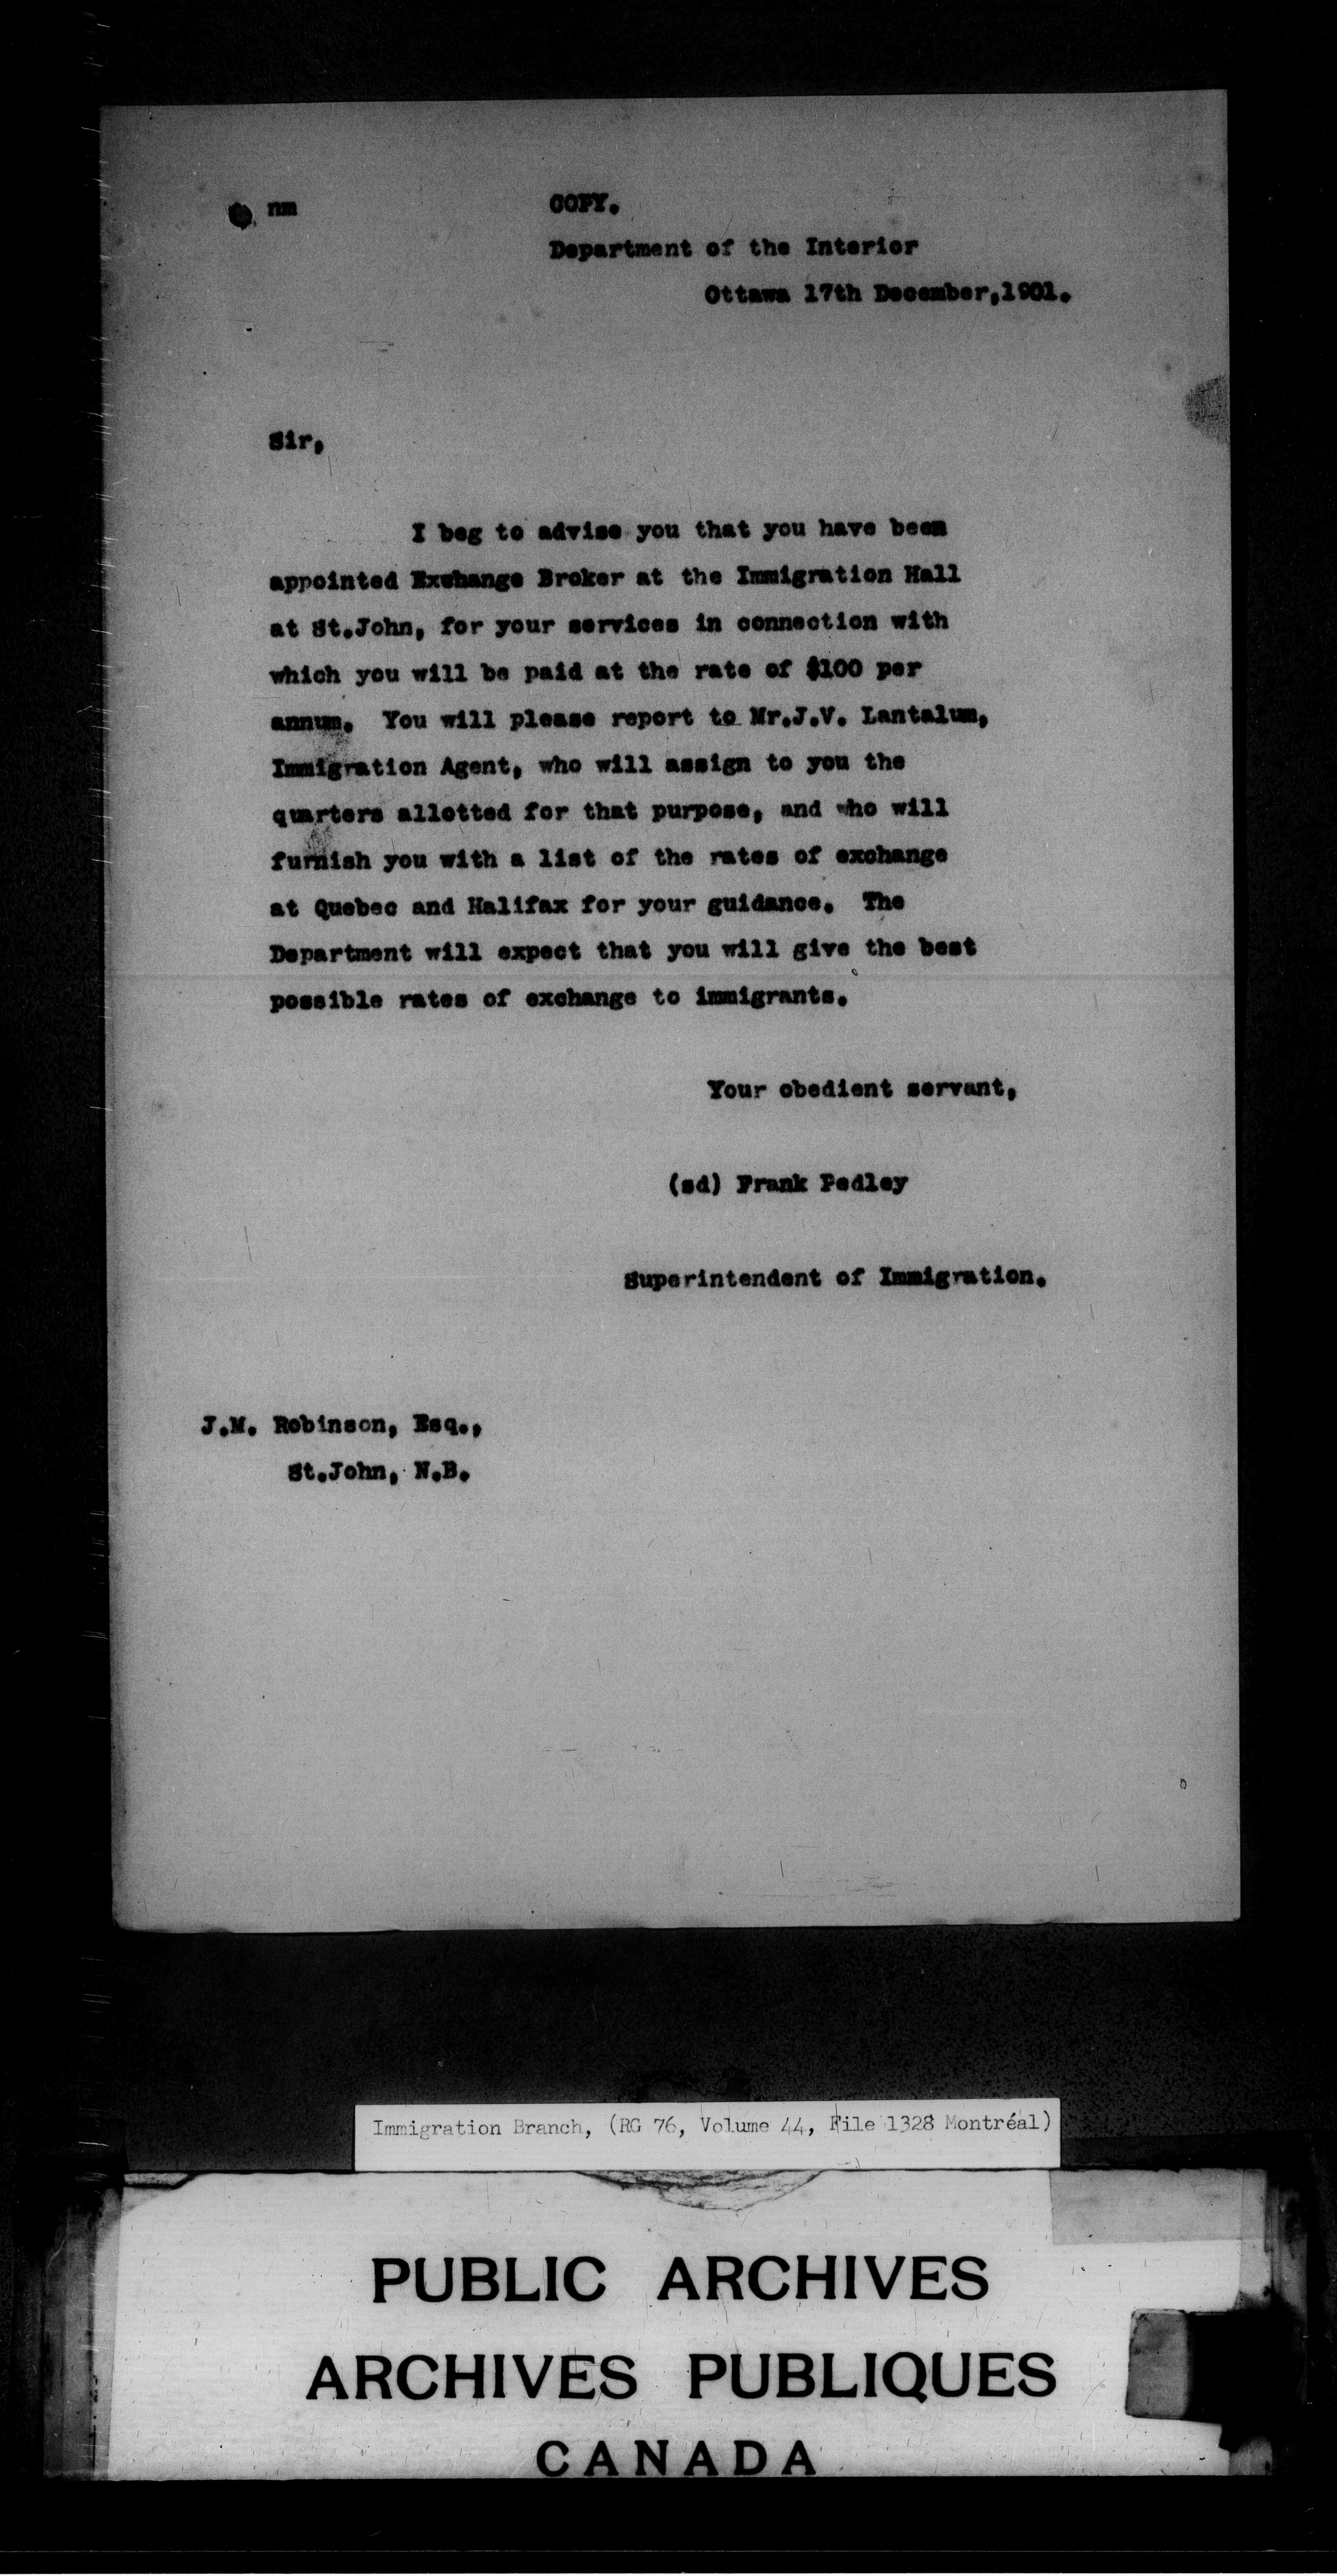 nm
COPY.
Department of the Interior
Ottawa 17th December,1901.
Sir,
I beg to advise you that you have been
appointed Exchange Broker at the Immigration Hall
at St.John, for your services in connection with
which you will be paid at the rate of $100 per
annum. You will please report to Mr.J.V. Lantalum,
Immigration Agent, who will assign to you the
quarters allotted for that purpose, and who will
furnish you with a list of the rates of exchange
at Quebec and Halifax for your guidance. The
Department will expect that you will give the best
possible rates of exchange to immigrants.
Your obedient servant,
(sd) Frank Pedley
Superintendent of Immigration.
J.M. Robinson, Esq.,
St.John, N.B.
Immigration Branch, (RG 76, Volume 44, File 1328 Montréal)
PUBLIC ARCHIVES
ARCHIVES PUBLIQUES
CANADA